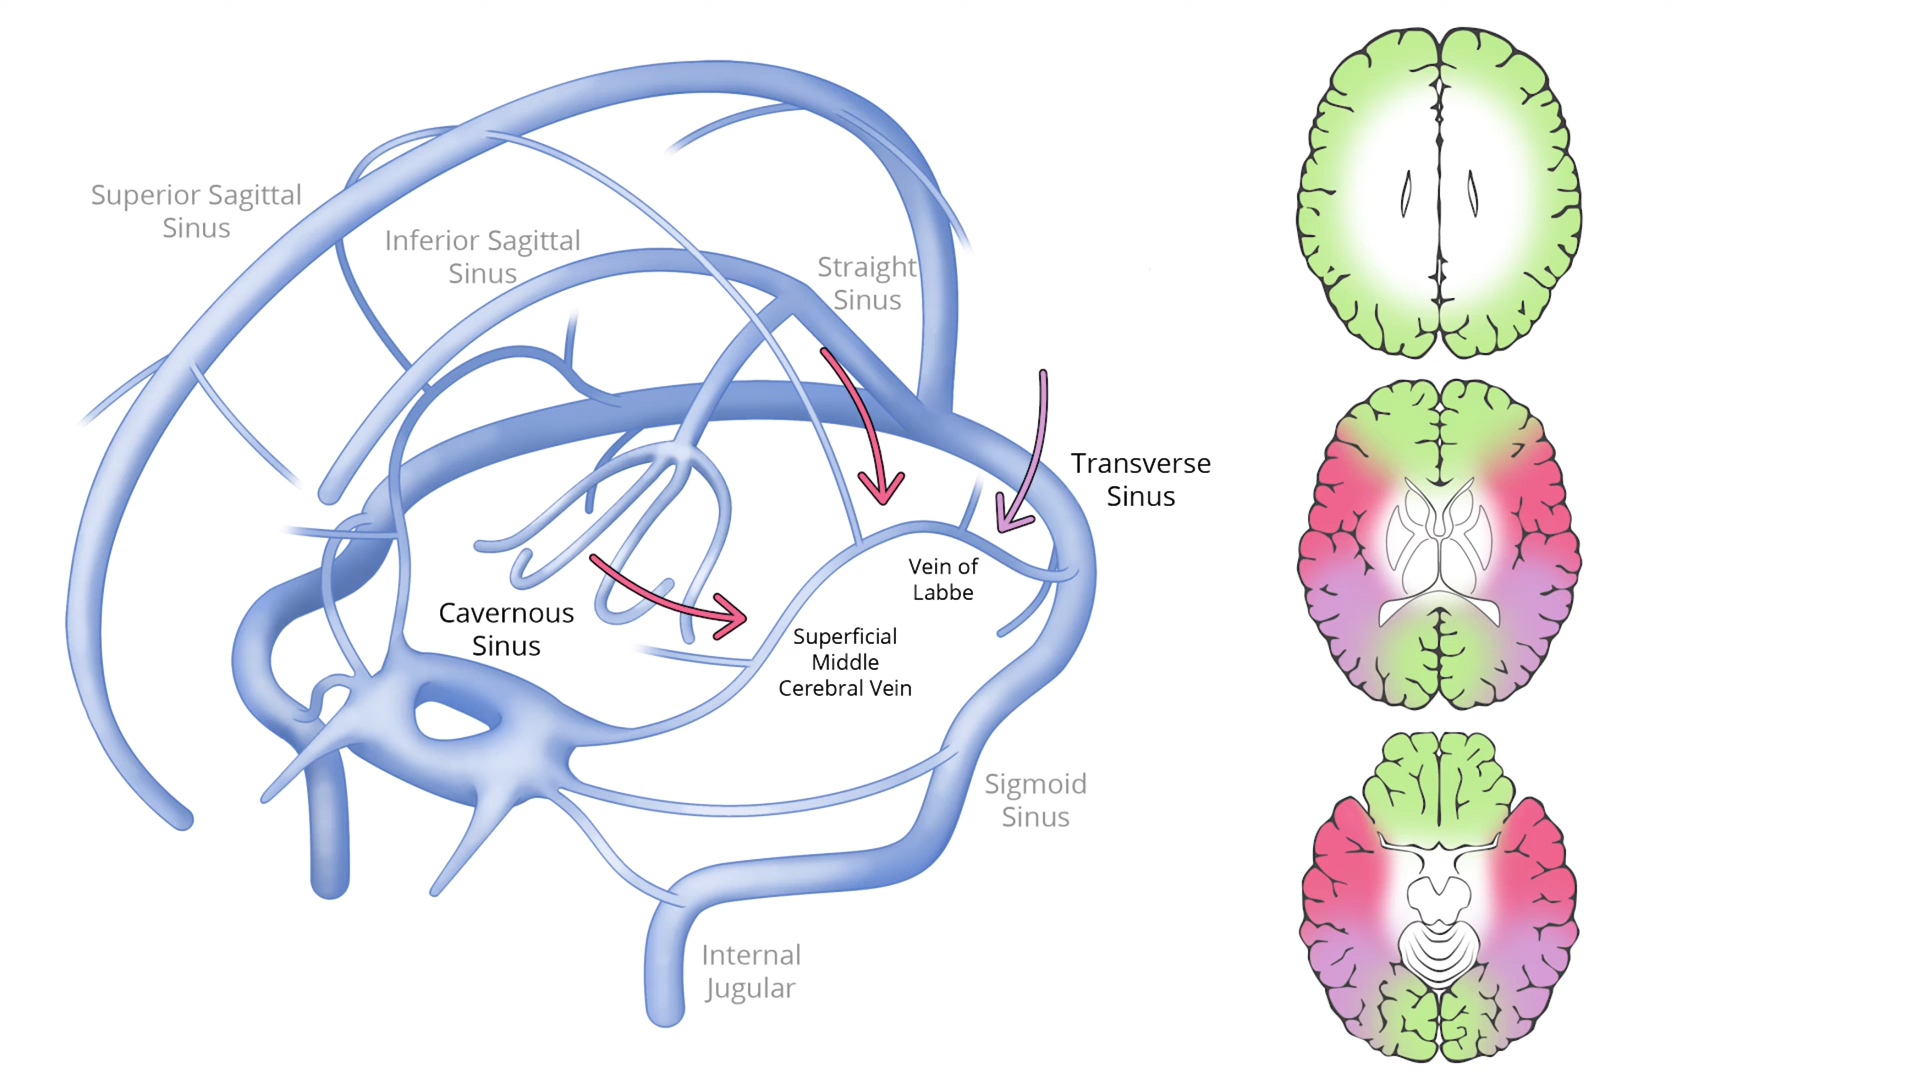 Superior Sagittal
Sinus
Inferior Sagittal
Sinus
Straight
Sinus
Transverse
Sinus
Vein of
Labbe
Cavernous
Sinus
Superficial
Middle
Cerebral Vein
Sigmoid
Sinus
Internal
Jugular